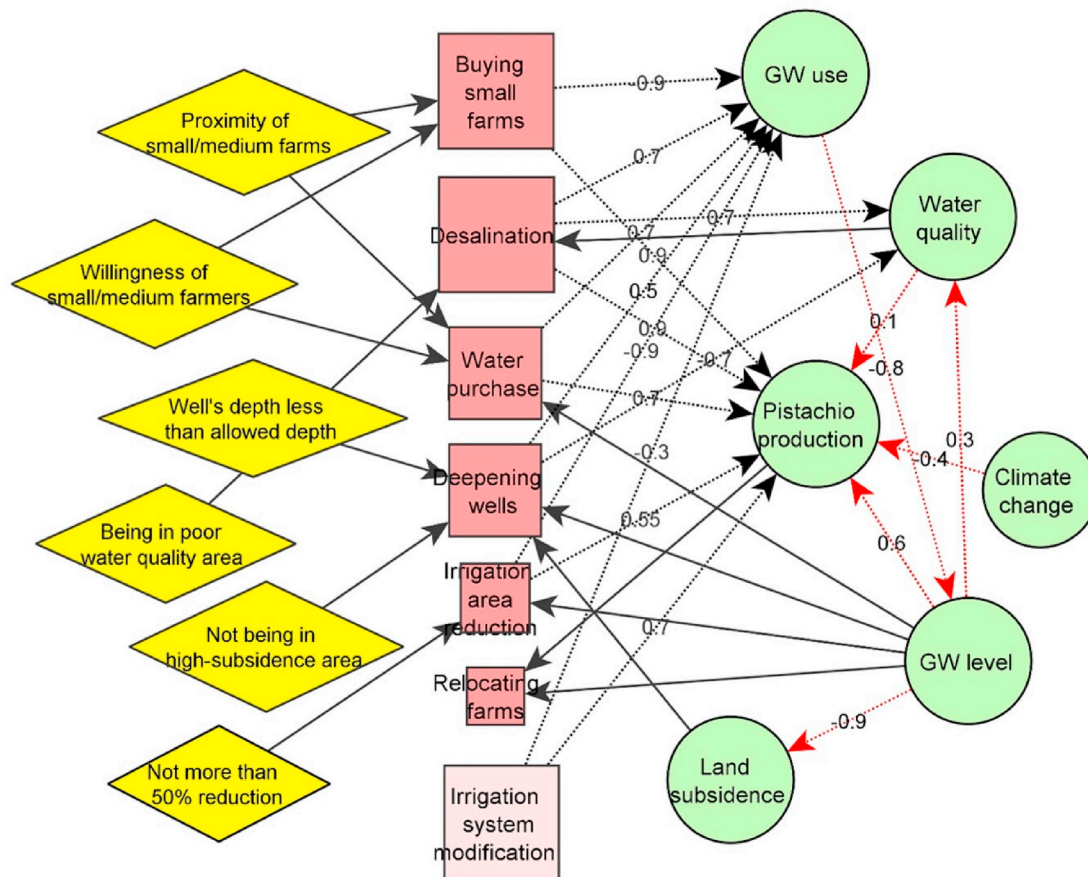 Buying
small
farms
GW use
-0.9
Proximity of
small/medium farms
0.7
Water
quality
Desalination
0.7
0.7
0.9
Willingness of
small/medium farmers
0.5
0.1
0.9
-0.9
-0.7
-0.8
Water
purchase
Well's depth less
than allowed depth
0.7
Pistachio
production
-0.3
0.3
-0.4
Climate
change
Deepening
wells
Being in poor
water quality area
0.55
0.6
Irrigation
area
reduction
Not being in
high-subsidence area
0.7
GW level
Relocating
farms
-0.9
Not more than
50% reduction
Land
subsidence
Irrigation
system
modification